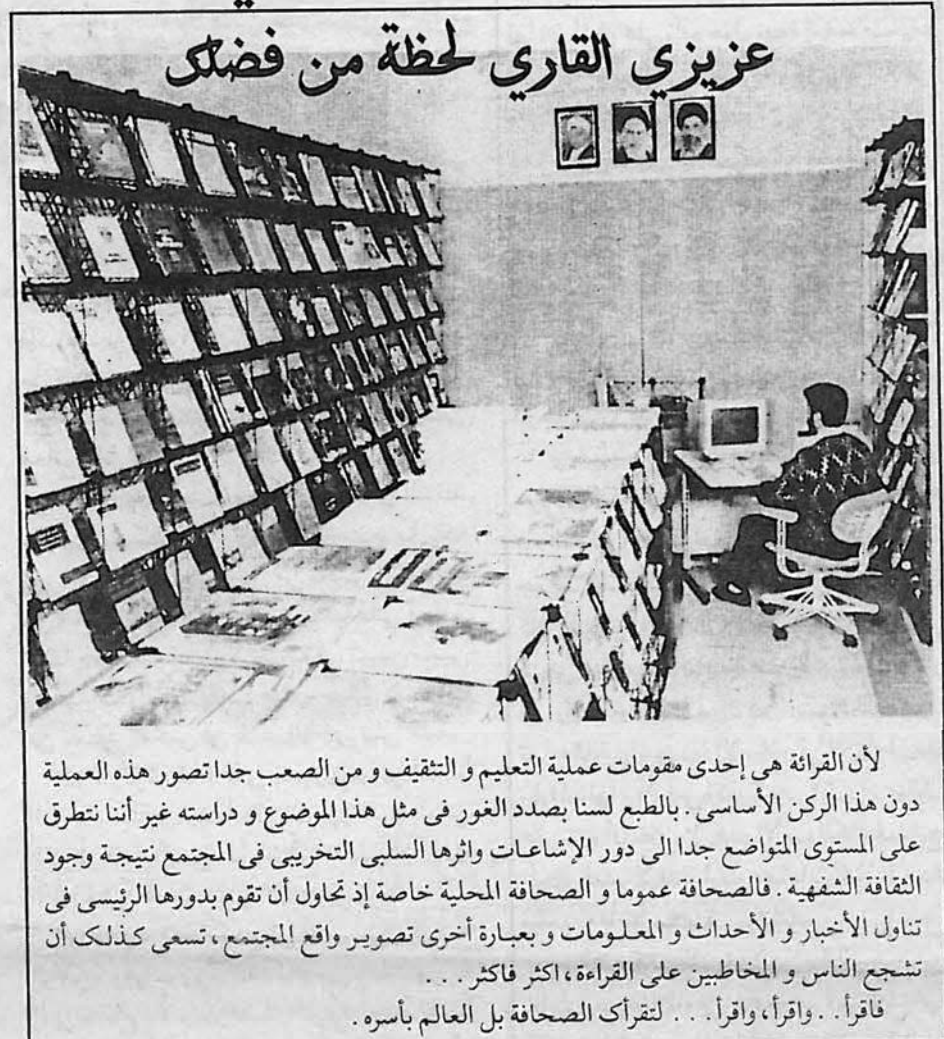 عزيزي القاري لحظة من فضلك
لأن القرائة هى إحدى مقومات عملية التعليم و التثقيف و من الصعب جدا تصور هذه العملية
دون هذا الركن الأساسى . بالطبع لسنا بصدد الغور فى مثل هذا الموضوع و دراسته غير أننا نتطرق
على المستوى المتواضع جدا الى دور الإشاعات واثرها السلبى التخريبى فى المجتمع نتيجة وجود
الثقافة الشفهية . فالصحافة عموما و الصحافة المحلية خاصة إذ تحاول أن تقوم بدورها الرئيسى فى
تناول الأخبار و الأحداث و المعلومات و بعبارة أخرى تصوير واقع المجتمع ، تسعى كذلک أن
تشجع الناس و المخاطبين على القراءة ، اكثر فاكثر . . .
فاقرأ . . واقرأ ، واقرأ . . . لتقرأک الصحافة بل العالم بأسره .